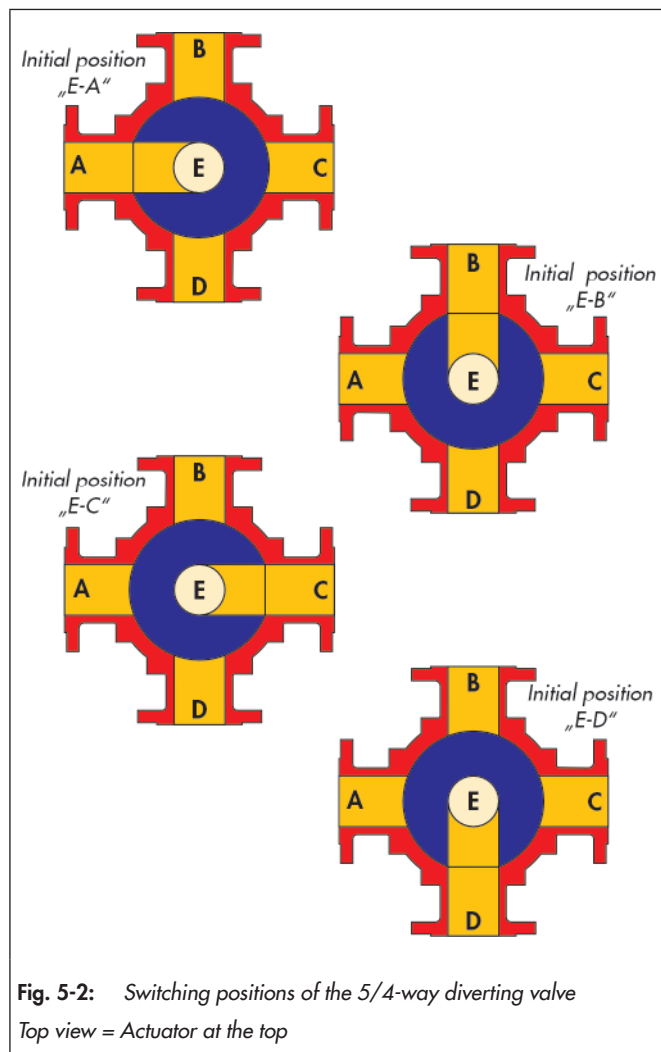 Initial position
„E-A“
B
A
E
C
D
Initial position
„E-B“
B
A
E
C
D
Initial position
„E-C“
B
A
E
C
D
Initial position
„E-D“
B
A
E
C
D
Fig. 5-2: Switching positions of the 5/4-way diverting valve
Top view = Actuator at the top